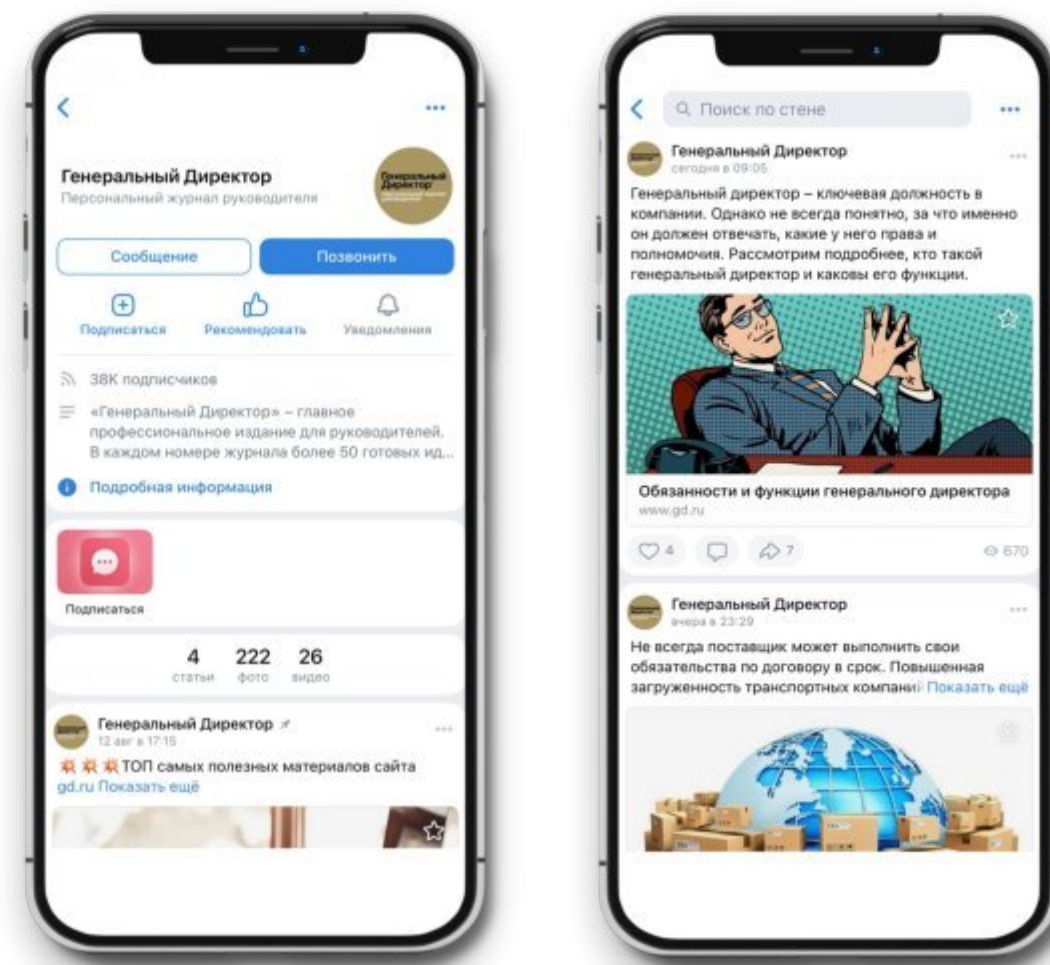 Генеральный Директор
Персональный журнал руководителя
Генеральный
Директор
Сообщение
Позвонить
Подписаться
Рекомендовать
Уведомления
38K подписчиков
«Генеральный Директор» – главное
профессиональное издание для руководителей.
В каждом номере журнала более 50 готовых ид...
Подробная информация
Подписаться
4 222 26
статьи фото видео
Генеральный Директор
12 авг в 17:15
ТОП самых полезных материалов сайта
gd.ru Показать ещё
Поиск по стене
Генеральный Директор
сегодня в 09:05
Генеральный директор – ключевая должность в
компании. Однако не всегда понятно, за что именно
он должен отвечать, какие у него права и
полномочия. Рассмотрим подробнее, кто такой
генеральный директор и каковы его функции.
Обязанности и функции генерального директора
www.gd.ru
4
7
670
Генеральный Директор
вчера в 23:29
Не всегда поставщик может выполнить свои
обязательства по договору в срок. Повышенная
загруженность транспортных компаний Показать ещё